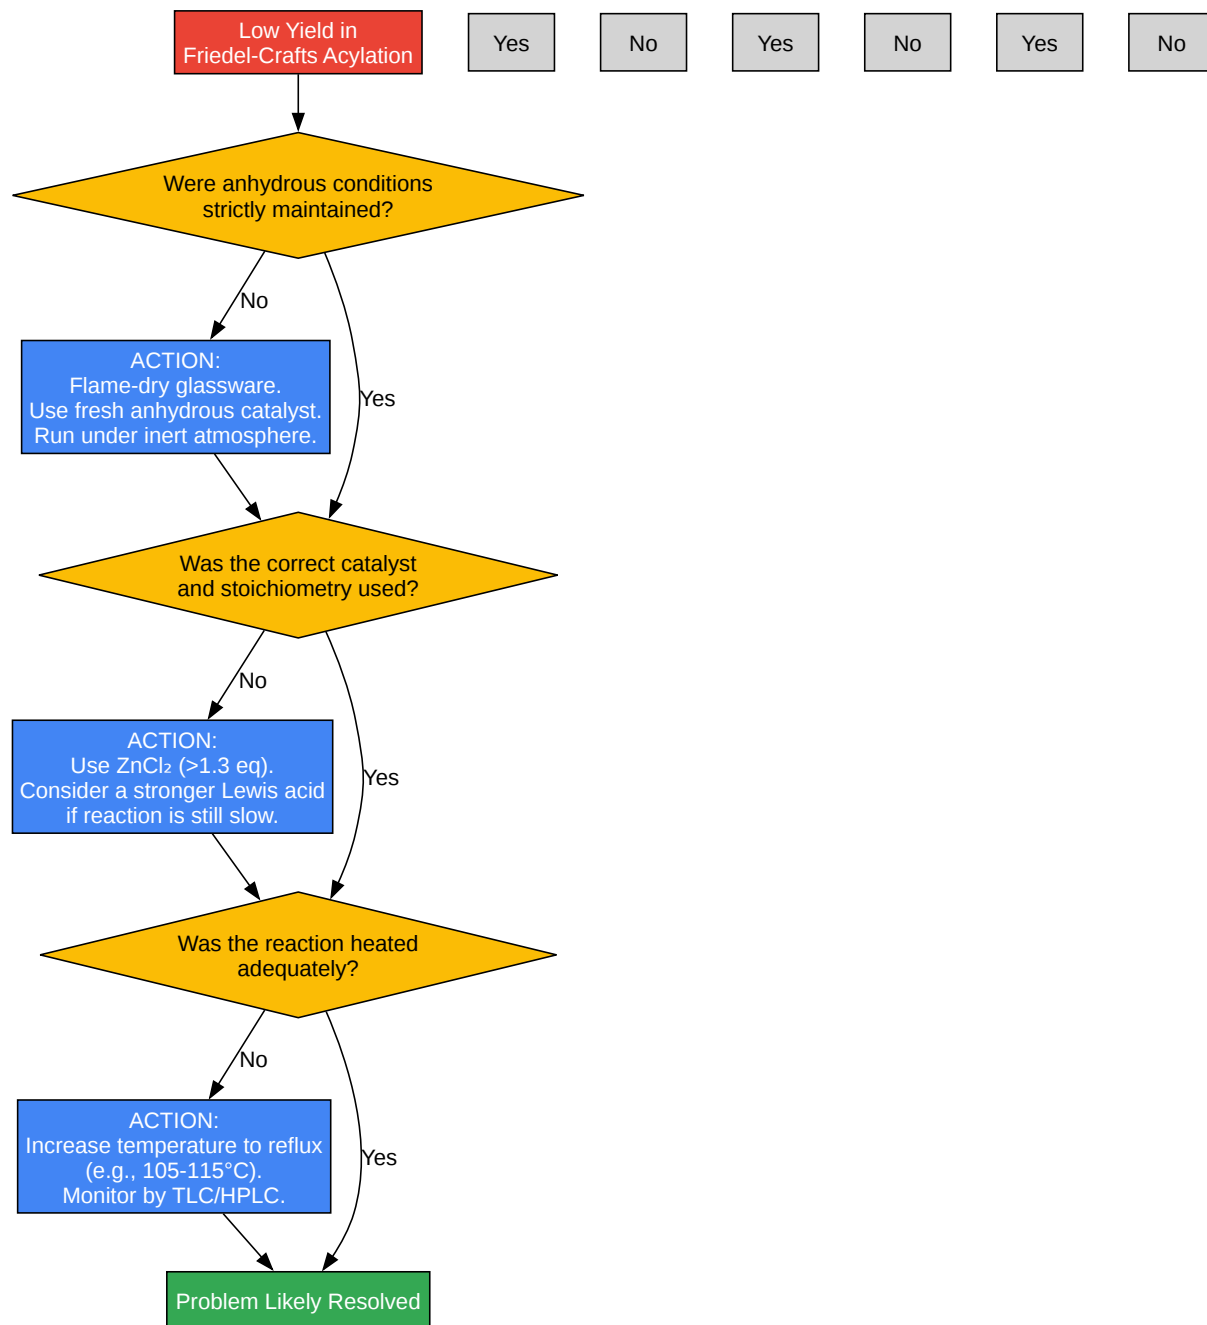 Low Yield in
Friedel-Crafts Acylation
Yes
No
Yes
No
Yes
No
Were anhydrous conditions
strictly maintained?
No
ACTION:
Flame-dry glassware.
Use fresh anhydrous catalyst.
Run under inert atmosphere.
Yes
Was the correct catalyst
and stoichiometry used?
No
ACTION:
Use ZnCl₂ (>1.3 eq).
Consider a stronger Lewis acid
if reaction is still slow.
Yes
Was the reaction heated
adequately?
No
ACTION:
Increase temperature to reflux
(e.g., 105-115°C).
Monitor by TLC/HPLC.
Yes
Problem Likely Resolved